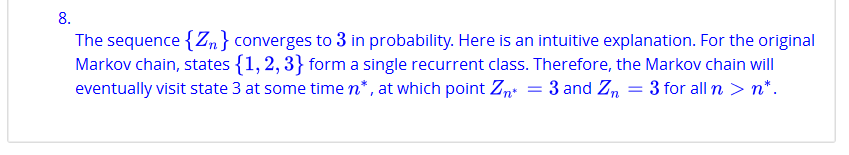 8.
The sequence {Zₙ} converges to 3 in probability. Here is an intuitive explanation. For the original
Markov chain, states {1, 2, 3} form a single recurrent class. Therefore, the Markov chain will
eventually visit state 3 at some time n*, at which point Zₙ* = 3 and Zₙ = 3 for all n > n*.